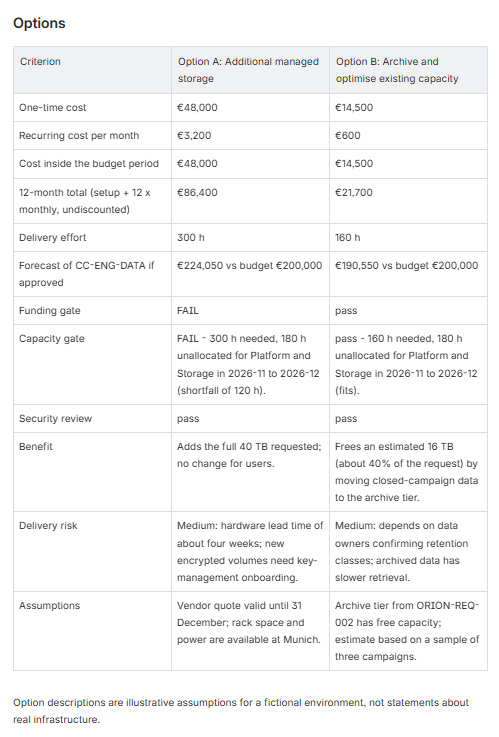 Options
Criterion
Option A: Additional managed
storage
Option B: Archive and
optimise existing capacity
One-time cost
€48,000
€14,500
Recurring cost per month
€3,200
€600
Cost inside the budget period
€48,000
€14,500
12-month total (setup + 12 x
monthly, undiscounted)
€86,400
€21,700
Delivery effort
300 h
160 h
Forecast of CC-ENG-DATA if
approved
€224,050 vs budget €200,000
€190,550 vs budget €200,000
Funding gate
FAIL
pass
Capacity gate
FAIL - 300 h needed, 180 h
unallocated for Platform and
Storage in 2026-11 to 2026-12
(shortfall of 120 h).
pass - 160 h needed, 180 h
unallocated for Platform and
Storage in 2026-11 to 2026-12
(fits).
Security review
pass
pass
Benefit
Adds the full 40 TB requested;
no change for users.
Frees an estimated 16 TB
(about 40% of the request) by
moving closed-campaign data
to the archive tier.
Delivery risk
Medium: hardware lead time of
about four weeks; new
encrypted volumes need key-
management onboarding.
Medium: depends on data
owners confirming retention
classes; archived data has
slower retrieval.
Assumptions
Vendor quote valid until 31
December; rack space and
power are available at Munich.
Archive tier from ORION-REQ-
002 has free capacity;
estimate based on a sample of
three campaigns.
Option descriptions are illustrative assumptions for a fictional environment, not statements about
real infrastructure.